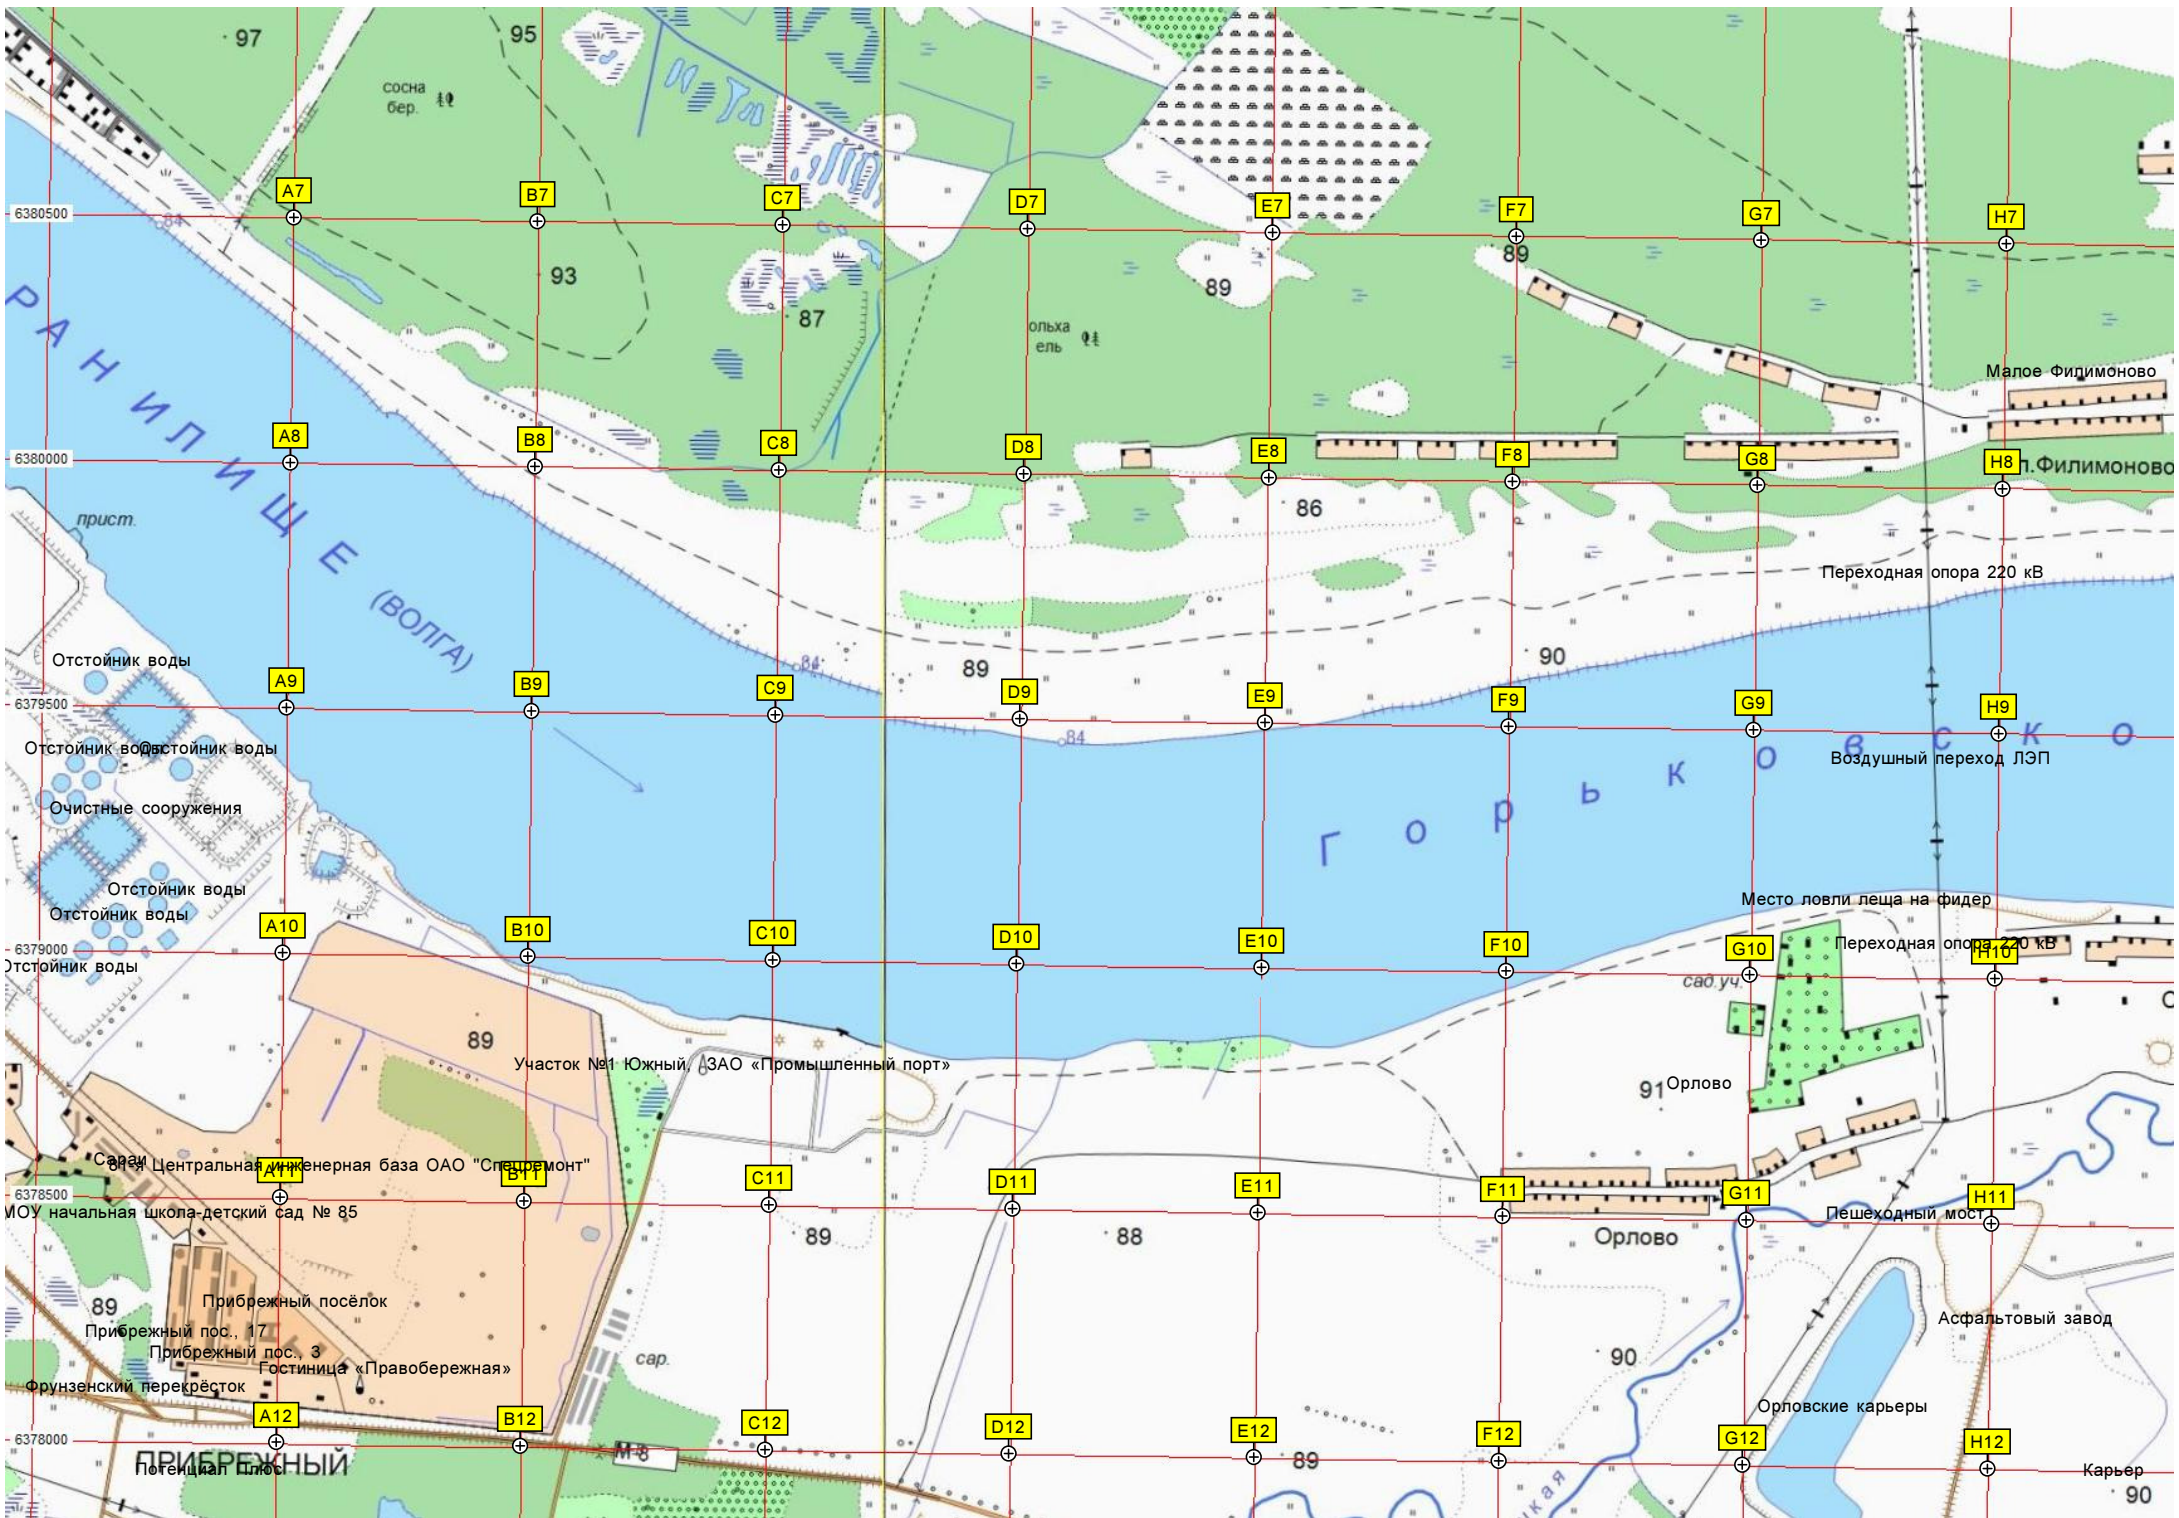 97
95
сосна
бер.
A7
B7
C7
D7
E7
F7
G7
H7
6380500
84
89
93
89
87
РАНИЛИЩЕ
(ВОЛГА)
ольха
ель
Малое Филимоново
A8
B8
C8
D8
E8
F8
G8
H8
п.Филимоново
6380000
86
прист.
Переходная опора 220 кВ
Отстойник воды
84
89
90
A9
B9
C9
D9
E9
F9
G9
H9
6379500
84
Отстойник воды
Отстойник воды
Горьковско
Воздушный переход ЛЭП
Очистные сооружения
Отстойник воды
Место ловли леща на фидер
Отстойник воды
A10
B10
C10
D10
E10
F10
G10
H10
Переходная опора 220 кВ
6379000
Отстойник воды
сад.уч.
С
89
Участок №1 Южный, ЗАО «Промышленный порт»
91
Орлово
Сараи
81-я Центральная инженерная база ОАО "Спецремонт"
A11
B11
C11
D11
E11
F11
G11
H11
6378500
МОУ начальная школа-детский сад № 85
Пешеходный мост
89
88
Орлово
89
Прибрежный посёлок
Асфальтовый завод
Прибрежный пос., 17
Прибрежный пос., 3
сар.
90
Гостиница «Правобережная»
Фрунзенский перекрёсток
Орловские карьеры
A12
B12
C12
D12
E12
F12
G12
H12
6378000
М-8
ПРИБРЕЖНЫЙ
Потенциал плюс
89
Карьер
90
кая